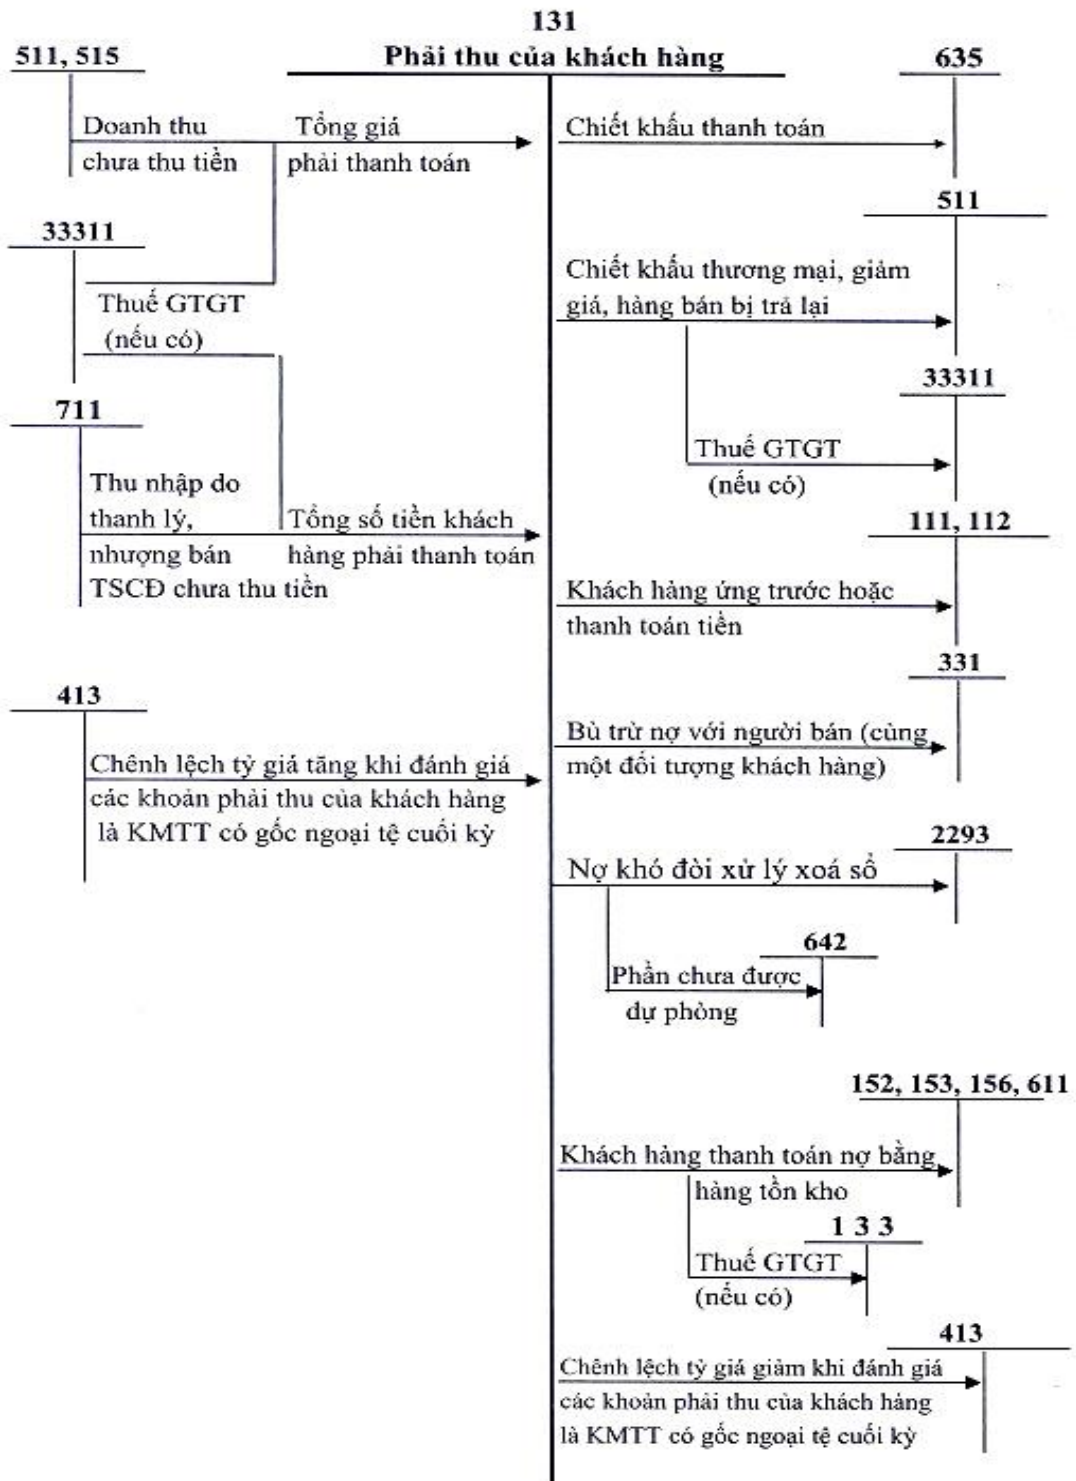 131
Phải thu của khách hàng
511, 515
Doanh thu
chưa thu tiền
Tổng giá
phải thanh toán
33311
Thuế GTGT
(nếu có)
711
Thu nhập do
thanh lý,
nhượng bán
TSCĐ chưa thu tiền
Tổng số tiền khách
hàng phải thanh toán
413
Chênh lệch tỷ giá tăng khi đánh giá
các khoản phải thu của khách hàng
là KMTT có gốc ngoại tệ cuối kỳ
635
Chiết khấu thanh toán
511
Chiết khấu thương mại, giảm
giá, hàng bán bị trả lại
33311
Thuế GTGT
(nếu có)
111, 112
Khách hàng ứng trước hoặc
thanh toán tiền
331
Bù trừ nợ với người bán (cùng
một đối tượng khách hàng)
2293
Nợ khó đòi xử lý xoá sổ
642
Phần chưa được
dự phòng
152, 153, 156, 611
Khách hàng thanh toán nợ bằng
hàng tồn kho
1 3 3
Thuế GTGT
(nếu có)
413
Chênh lệch tỷ giá giảm khi đánh giá
các khoản phải thu của khách hàng
là KMTT có gốc ngoại tệ cuối kỳ